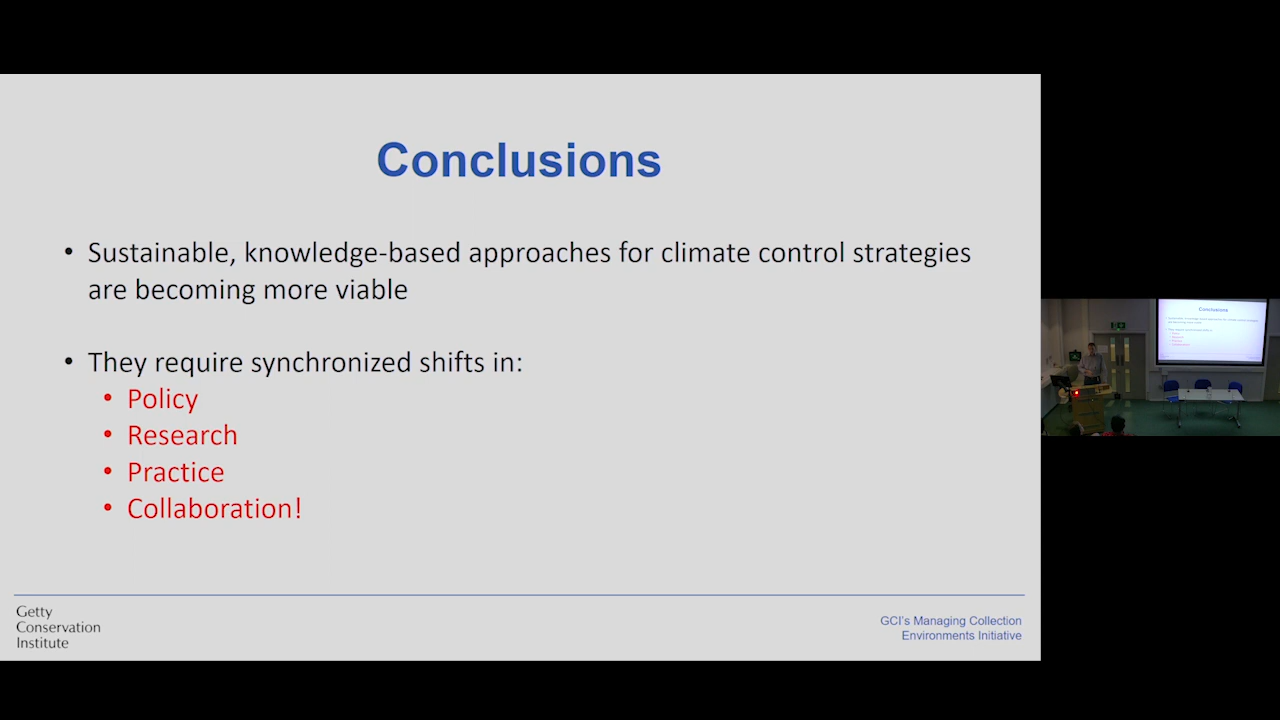 Conclusions
• Sustainable, knowledge-based approaches for climate control strategies
are becoming more viable
• They require synchronized shifts in:
• Policy
• Research
• Practice
• Collaboration!
Getty
Conservation
Institute
GCI's Managing Collection
Environments Initiative
Conclusions